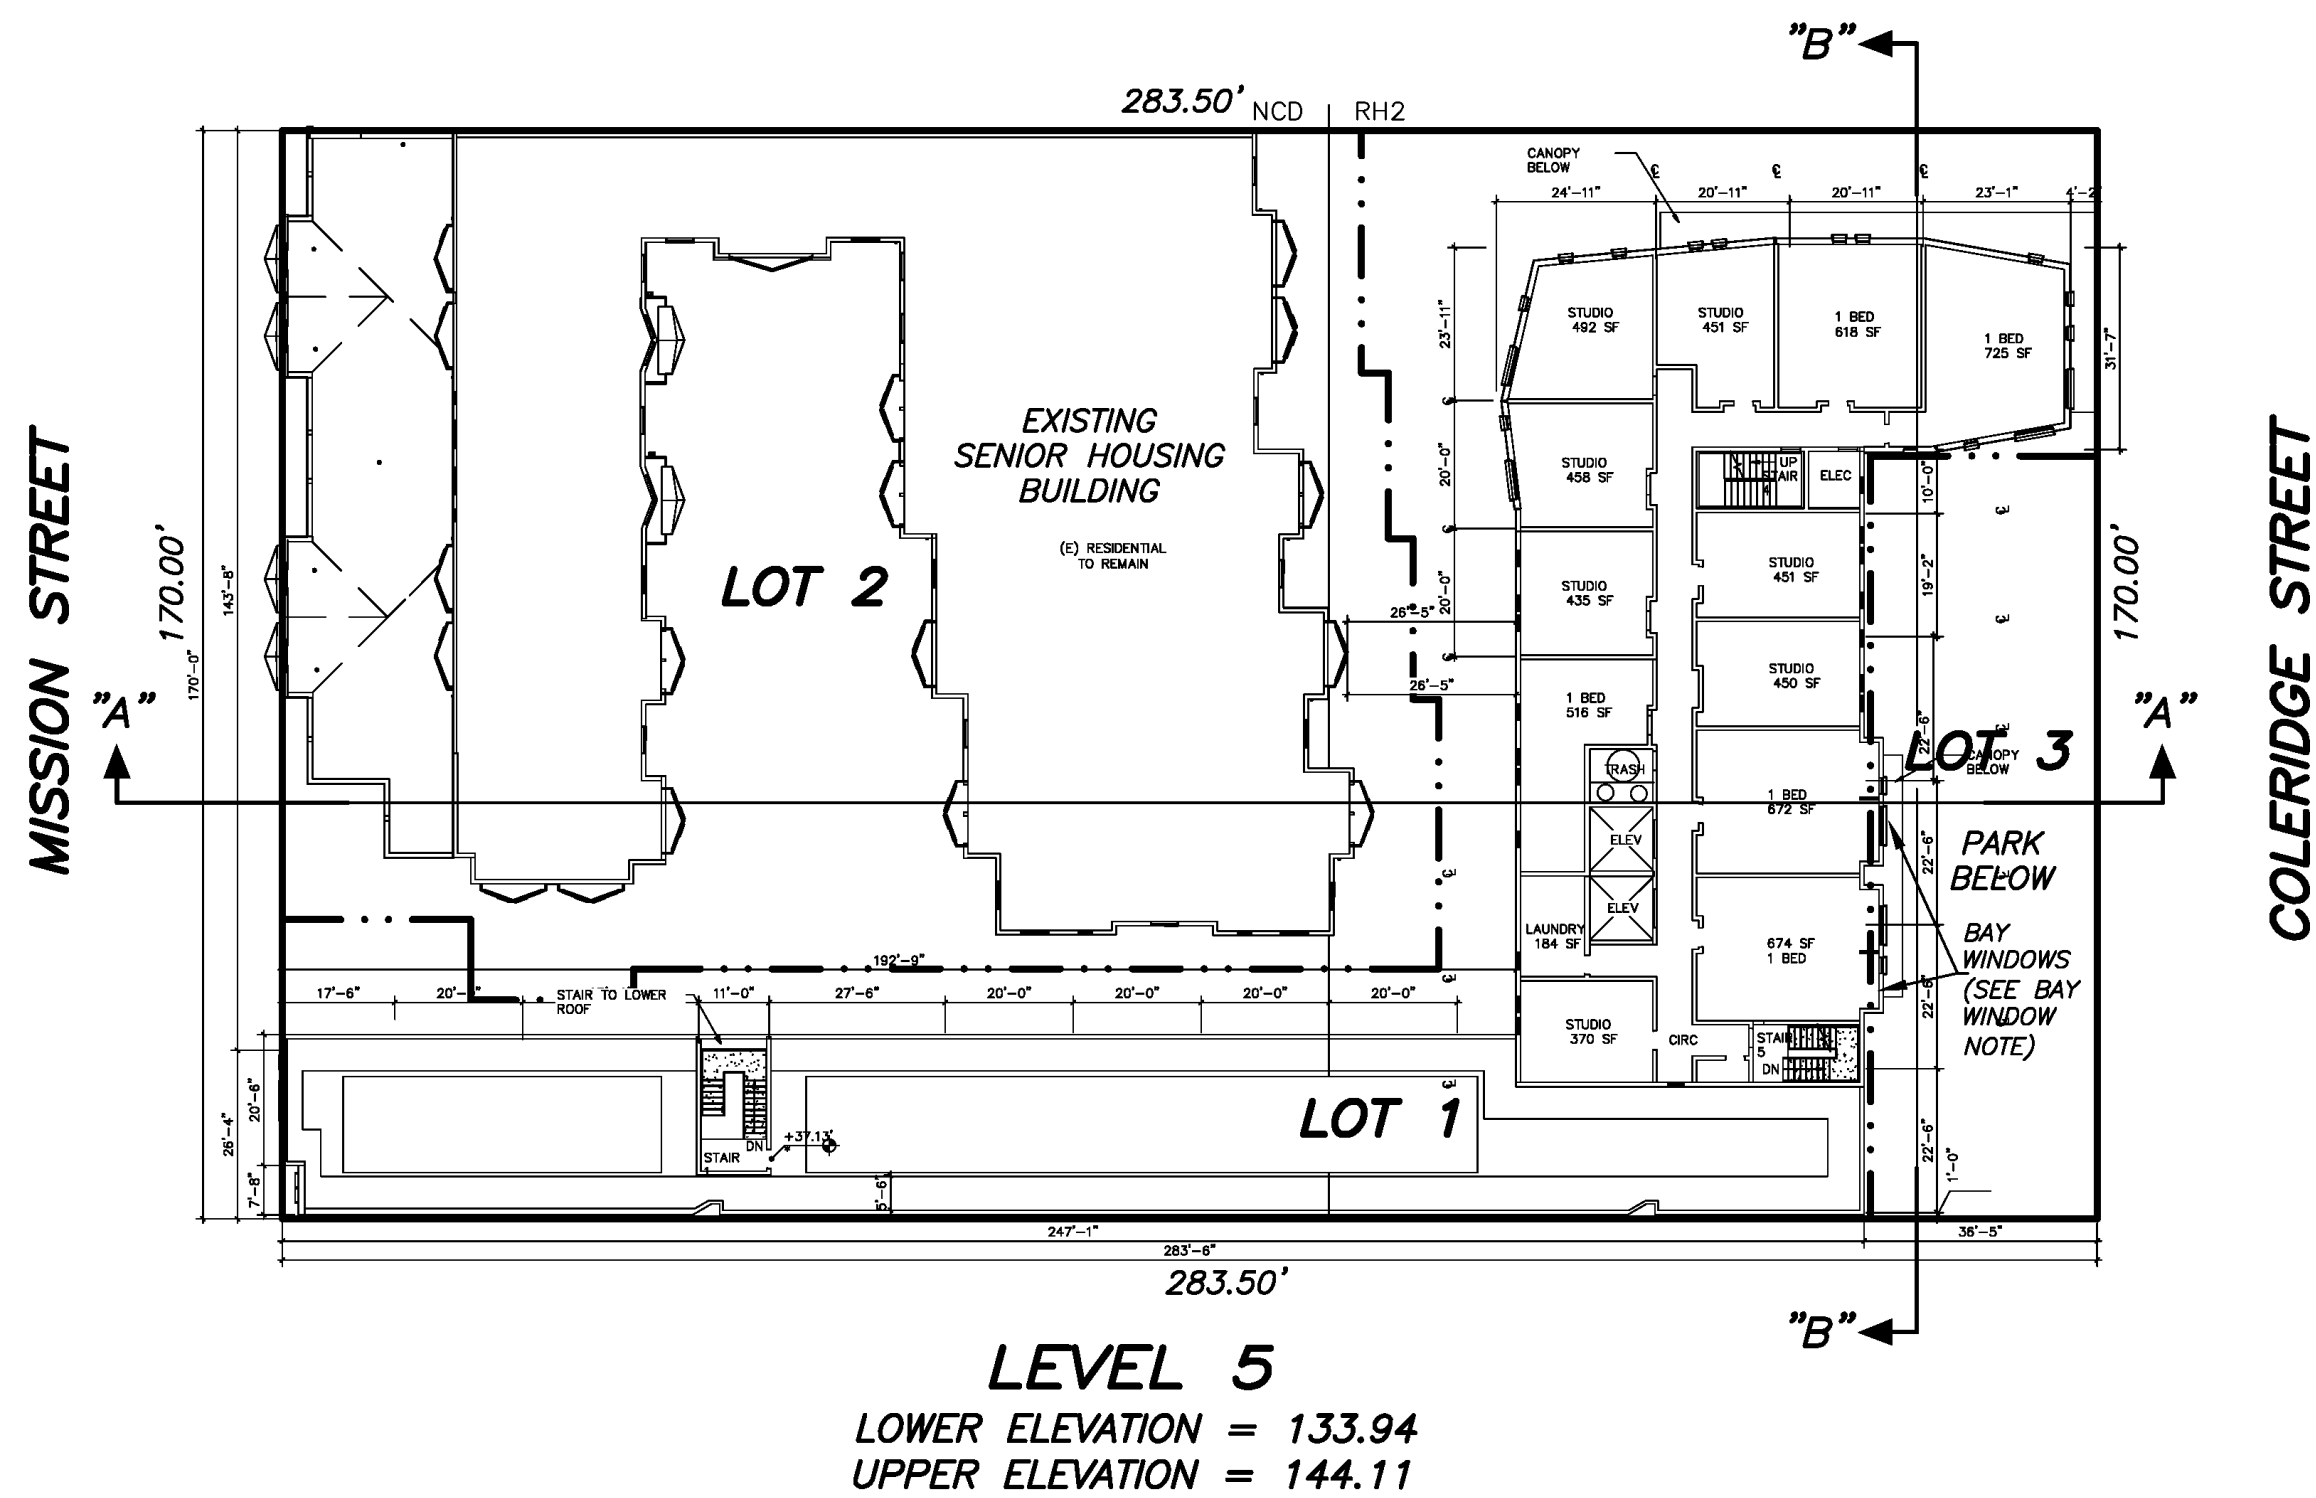 "B"
283.50'
NCD
RH2
CANOPY
BELOW
24'-11"
20'-11"
20'-11"
23'-1"
4'-2"
STUDIO
492 SF
STUDIO
451 SF
1 BED
618 SF
1 BED
725 SF
23'-11"
31'-7"
EXISTING
SENIOR HOUSING
BUILDING
(E) RESIDENTIAL
TO REMAIN
LOT 2
MISSION STREET
COLERIDGE STREET
170.00'
170.00'
143'-8"
170'-0"
STUDIO
458 SF
20'-0"
UP
STAIR
4
ELEC
10'-0"
STUDIO
435 SF
20'-0"
26'-5"
26'-5"
STUDIO
451 SF
19'-2"
STUDIO
450 SF
1 BED
516 SF
22'-6"
LOT 3
CANOPY
BELOW
"A"
"A"
TRASH
1 BED
672 SF
ELEV
22'-6"
PARK
BELOW
ELEV
LAUNDRY
184 SF
674 SF
1 BED
BAY
WINDOWS
(SEE BAY
WINDOW
NOTE)
22'-6"
192'-9"
17'-6"
STAIR TO LOWER
ROOF
11'-0"
27'-6"
20'-0"
20'-0"
20'-0"
20'-0"
STUDIO
370 SF
CIRC
STAIR
5
DN
20'-6"
26'-4"
7'-8"
LOT 1
+37.13'
DN
STAIR
1
5'-6"
22'-6"
1'-0"
247'-1"
36'-5"
283'-6"
283.50'
"B"
LEVEL 5
LOWER ELEVATION = 133.94
UPPER ELEVATION = 144.11